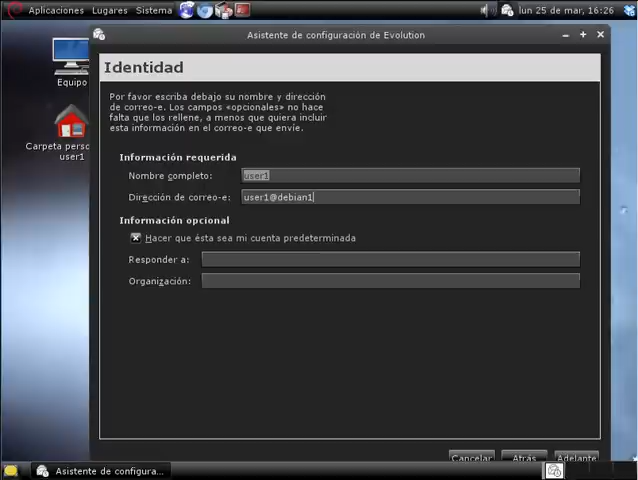 Aplicaciones Lugares Sistema lun 25 de mar, 16:26
Asistente de configuración de Evolution
Equipo
Carpeta perso
user1
Identidad
Por favor escriba debajo su nombre y dirección
de correo-e. Los campos «opcionales» no hace
falta que los rellene, a menos que quiera incluir
esta información en el correo-e que envíe.
Información requerida
Nombre completo: user1
Dirección de correo-e: user1@debian1
Información opcional
Hacer que ésta sea mi cuenta predeterminada
Responder a:
Organización:
Cancelar Atrás Adelante
Asistente de configura...